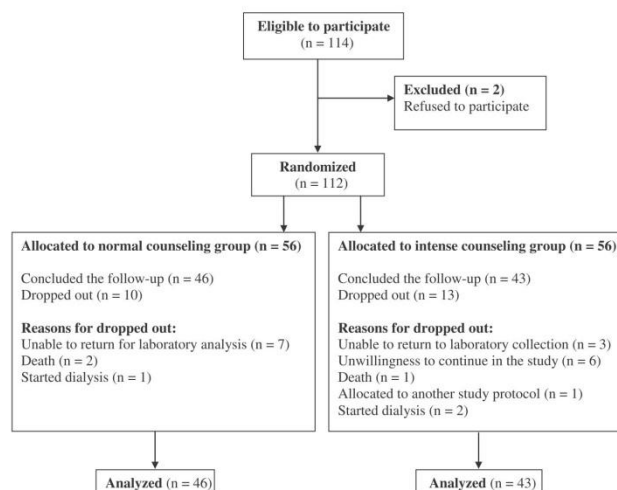 Eligible to participate
(n = 114)
Excluded (n = 2)
Refused to participate
Randomized
(n = 112)
Allocated to normal counseling group (n = 56)
Concluded the follow-up (n = 46)
Dropped out (n = 10)
Reasons for dropped out:
Unable to return for laboratory analysis (n = 7)
Death (n = 2)
Started dialysis (n = 1)
Allocated to intense counseling group (n = 56)
Concluded the follow-up (n = 43)
Dropped out (n = 13)
Reasons for dropped out:
Unable to return to laboratory collection (n = 3)
Unwillingness to continue in the study (n = 6)
Death (n = 1)
Allocated to another study protocol (n = 1)
Started dialysis (n = 2)
Analyzed (n = 46)
Analyzed (n = 43)